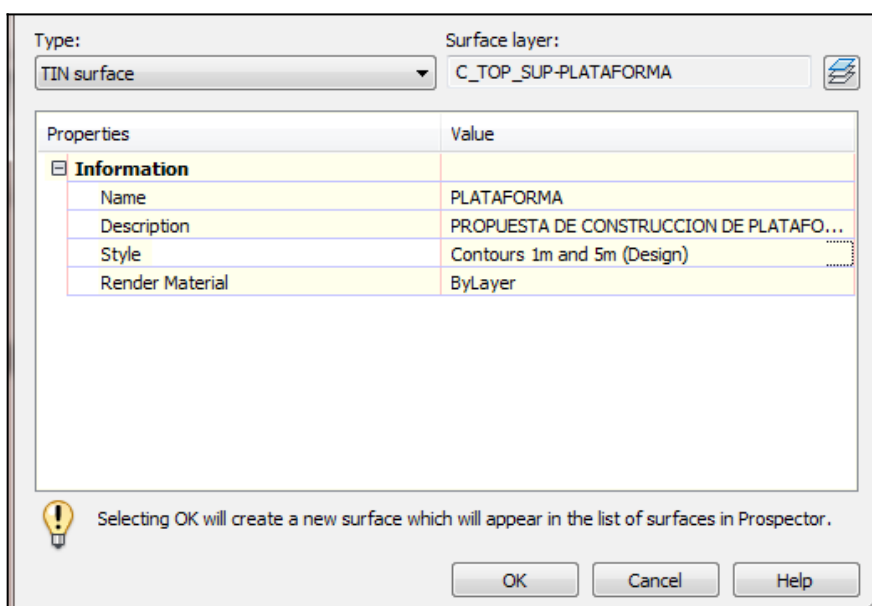 Type: Surface layer:
TIN surface C_TOP_SUP-PLATAFORMA
Properties Value
Information
Name PLATAFORMA
Description PROPUESTA DE CONSTRUCCION DE PLATAFO...
Style Contours 1m and 5m (Design)
Render Material ByLayer
Selecting OK will create a new surface which will appear in the list of surfaces in Prospector.
OK Cancel Help